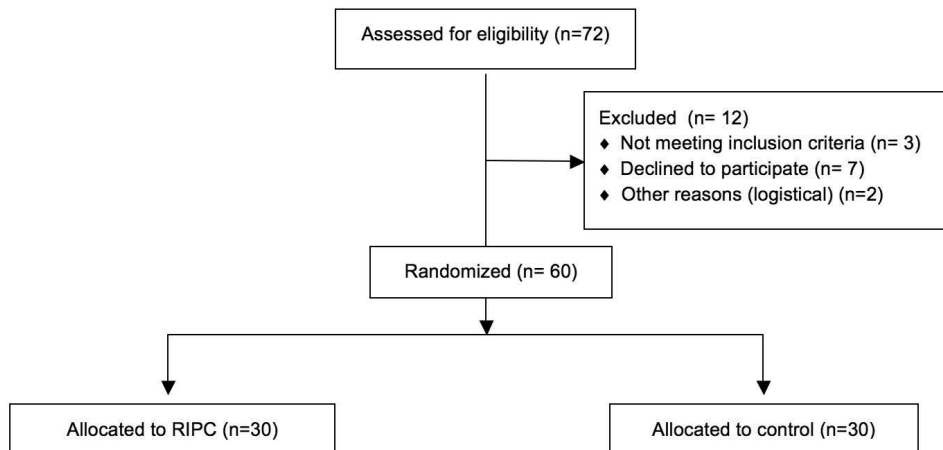 Assessed for eligibility (n=72)
Excluded  (n= 12)
♦ Not meeting inclusion criteria (n= 3)
♦ Declined to participate (n= 7)
♦ Other reasons (logistical) (n=2)
Randomized (n= 60)
Allocated to RIPC (n=30)
Allocated to control (n=30)